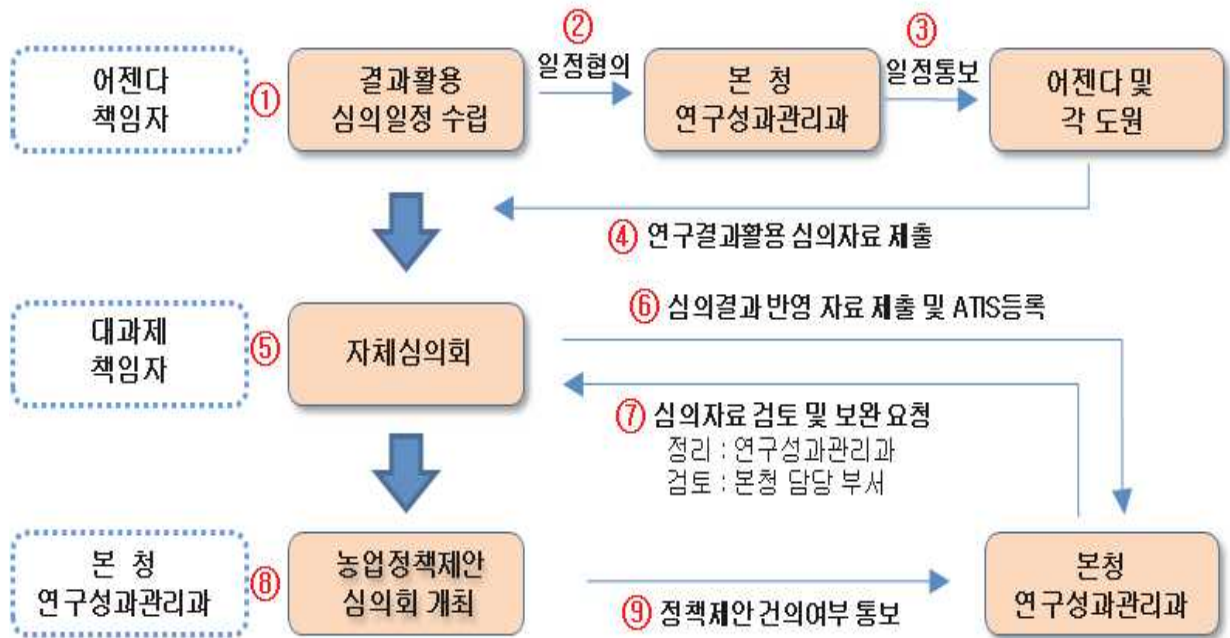 어젠다
책임자
①
결과활용
심의일정 수립
②
일정협의
본 청
연구성과관리과
③
일정통보
어젠다 및
각 도원
④ 연구결과활용 심의자료 제출
대과제
책임자
⑤
자체심의회
⑥ 심의결과 반영 자료 제출 및 ATIS등록
⑦ 심의자료 검토 및 보완 요청
정리 : 연구성과관리과
검토 : 본청 담당 부서
본 청
연구성과관리과
⑧
농업정책제안
심의회 개최
⑨ 정책제안 건의여부 통보
본청
연구성과관리과